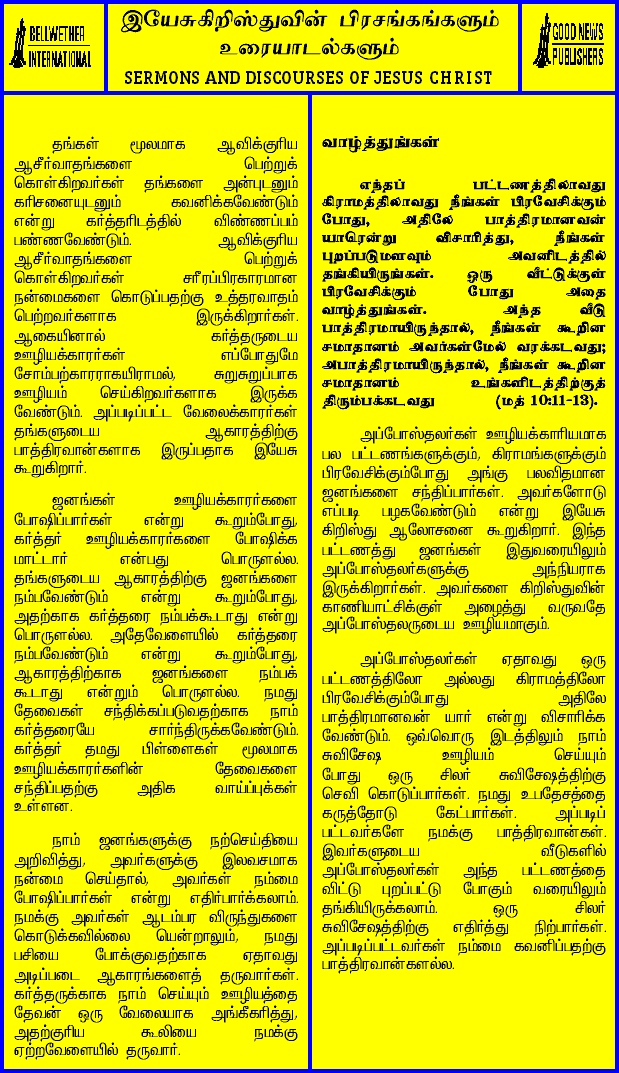 BELLWETHER
INTERNATIONAL
இயேசுகிறிஸ்துவின் பிரசங்கங்களும்
உரையாடல்களும்
SERMONS AND DISCOURSES OF JESUS CHRIST
GOOD NEWS
PUBLISHERS
தங்கள் மூலமாக ஆவிக்குரிய
ஆசீர்வாதங்களை பெற்றுக்
கொள்கிறவர்கள் தங்களை அன்புடனும்
கரிசனையுடனும் கவனிக்கவேண்டும்
என்று கர்த்தரிடத்தில் விண்ணப்பம்
பண்ணவேண்டும். ஆவிக்குரிய
ஆசீர்வாதங்களை பெற்றுக்
கொள்கிறவர்கள் சரீரப்பிரகாரமான
நன்மைகளை கொடுப்பதற்கு உத்தரவாதம்
பெற்றவர்களாக இருக்கிறார்கள்.
ஆகையினால் கர்த்தருடைய
ஊழியக்காரர்கள் எப்போதுமே
சோம்பற்காரராகயிராமல், சுறுசுறுப்பாக
ஊழியம் செய்கிறவர்களாக இருக்க
வேண்டும். அப்படிப்பட்ட வேலைக்காரர்கள்
தங்களுடைய ஆகாரத்திற்கு
பாத்திரவான்களாக இருப்பதாக இயேசு
கூறுகிறார்.
ஜனங்கள் ஊழியக்காரர்களை
போஷிப்பார்கள் என்று கூறும்போது,
கர்த்தர் ஊழியக்காரர்களை போஷிக்க
மாட்டார் என்பது பொருளல்ல.
தங்களுடைய ஆகாரத்திற்கு ஜனங்களை
நம்பவேண்டும் என்று கூறும்போது,
அதற்காக கர்த்தரை நம்பக்கூடாது என்று
பொருளல்ல. அதேவேளையில் கர்த்தரை
நம்பவேண்டும் என்று கூறும்போது,
ஆகாரத்திற்காக ஜனங்களை நம்பக்
கூடாது என்றும் பொருளல்ல. நமது
தேவைகள் சந்திக்கப்படுவதற்காக நாம்
கர்த்தரையே சார்ந்திருக்கவேண்டும்.
கர்த்தர் தமது பிள்ளைகள் மூலமாக
ஊழியக்காரர்களின் தேவைகளை
சந்திப்பதற்கு அதிக வாய்ப்புக்கள்
உள்ளன.
நாம் ஜனங்களுக்கு நற்செய்தியை
அறிவித்து, அவர்களுக்கு இலவசமாக
நன்மை செய்தால், அவர்கள் நம்மை
போஷிப்பார்கள் என்று எதிர்பார்க்கலாம்.
நமக்கு அவர்கள் ஆடம்பர விருந்துகளை
கொடுக்கவில்லை யென்றாலும், நமது
பசியை போக்குவதற்காக ஏதாவது
அடிப்படை ஆகாரங்களைத் தருவார்கள்.
கர்த்தருக்காக நாம் செய்யும் ஊழியத்தை
தேவன் ஒரு வேலையாக அங்கீகரித்து,
அதற்குரிய கூலியை நமக்கு
ஏற்றவேளையில் தருவார்.
வாழ்த்துங்கள்
எந்தப் பட்டணத்திலாவது
கிராமத்திலாவது நீங்கள் பிரவேசிக்கும்
போது, அதிலே பாத்திரமானவன்
யாரென்று விசாரித்து, நீங்கள்
புறப்படுமளவும் அவனிடத்தில்
தங்கியிருங்கள். ஒரு வீட்டுக்குள்
பிரவேசிக்கும் போது அதை
வாழ்த்துங்கள். அந்த வீடு
பாத்திரமாயிருந்தால், நீங்கள் கூறின
சமாதானம் அவர்கள்மேல் வரக்கடவது;
அபாத்திரமாயிருந்தால், நீங்கள் கூறின
சமாதானம் உங்களிடத்திற்குத்
திரும்பக்கடவது (மத் 10:11-13).
அப்போஸ்தலர்கள் ஊழியக்காரியமாக
பல பட்டணங்களுக்கும், கிராமங்களுக்கும்
பிரவேசிக்கும்போது அங்கு பலவிதமான
ஜனங்களை சந்திப்பார்கள். அவர்களோடு
எப்படி பழகவேண்டும் என்று இயேசு
கிறிஸ்து ஆலோசனை கூறுகிறார். இந்த
பட்டணத்து ஜனங்கள் இதுவரையிலும்
அப்போஸ்தலர்களுக்கு அந்நியராக
இருக்கிறார்கள். அவர்களை கிறிஸ்துவின்
காணியாட்சிக்குள் அழைத்து வருவதே
அப்போஸ்தலருடைய ஊழியமாகும்.
அப்போஸ்தலர்கள் ஏதாவது ஒரு
பட்டணத்திலோ அல்லது கிராமத்திலோ
பிரவேசிக்கும்போது அதிலே
பாத்திரமானவன் யார் என்று விசாரிக்க
வேண்டும். ஒவ்வொரு இடத்திலும் நாம்
சுவிசேஷ ஊழியம் செய்யும்
போது ஒரு சிலர் சுவிசேஷத்திற்கு
செவி கொடுப்பார்கள். நமது உபதேசத்தை
கருத்தோடு கேட்பார்கள். அப்படிப்
பட்டவர்களே நமக்கு பாத்திரவான்கள்.
இவர்களுடைய வீடுகளில்
அப்போஸ்தலர்கள் அந்த பட்டணத்தை
விட்டு புறப்பட்டு போகும் வரையிலும்
தங்கியிருக்கலாம். ஒரு சிலர்
சுவிசேஷத்திற்கு எதிர்த்து நிற்பார்கள்.
அப்படிப்பட்டவர்கள் நம்மை கவனிப்பதற்கு
பாத்திரவான்களல்ல.